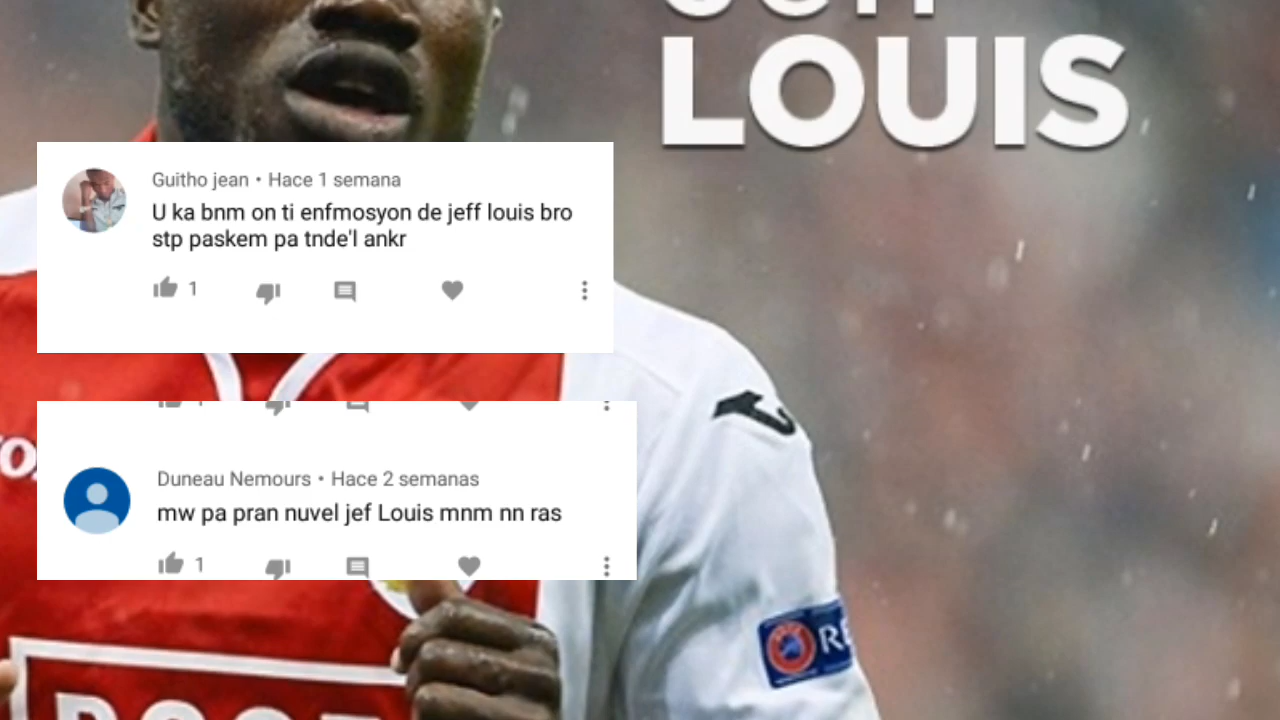 LOUIS
Guitho jean • Hace 1 semana
U ka bnm on ti enfmosyon de jeff louis bro
stp paskem pa tnde'l ankr
1
Duneau Nemours • Hace 2 semanas
mw pa pran nuvel jef Louis mnm nn ras
1